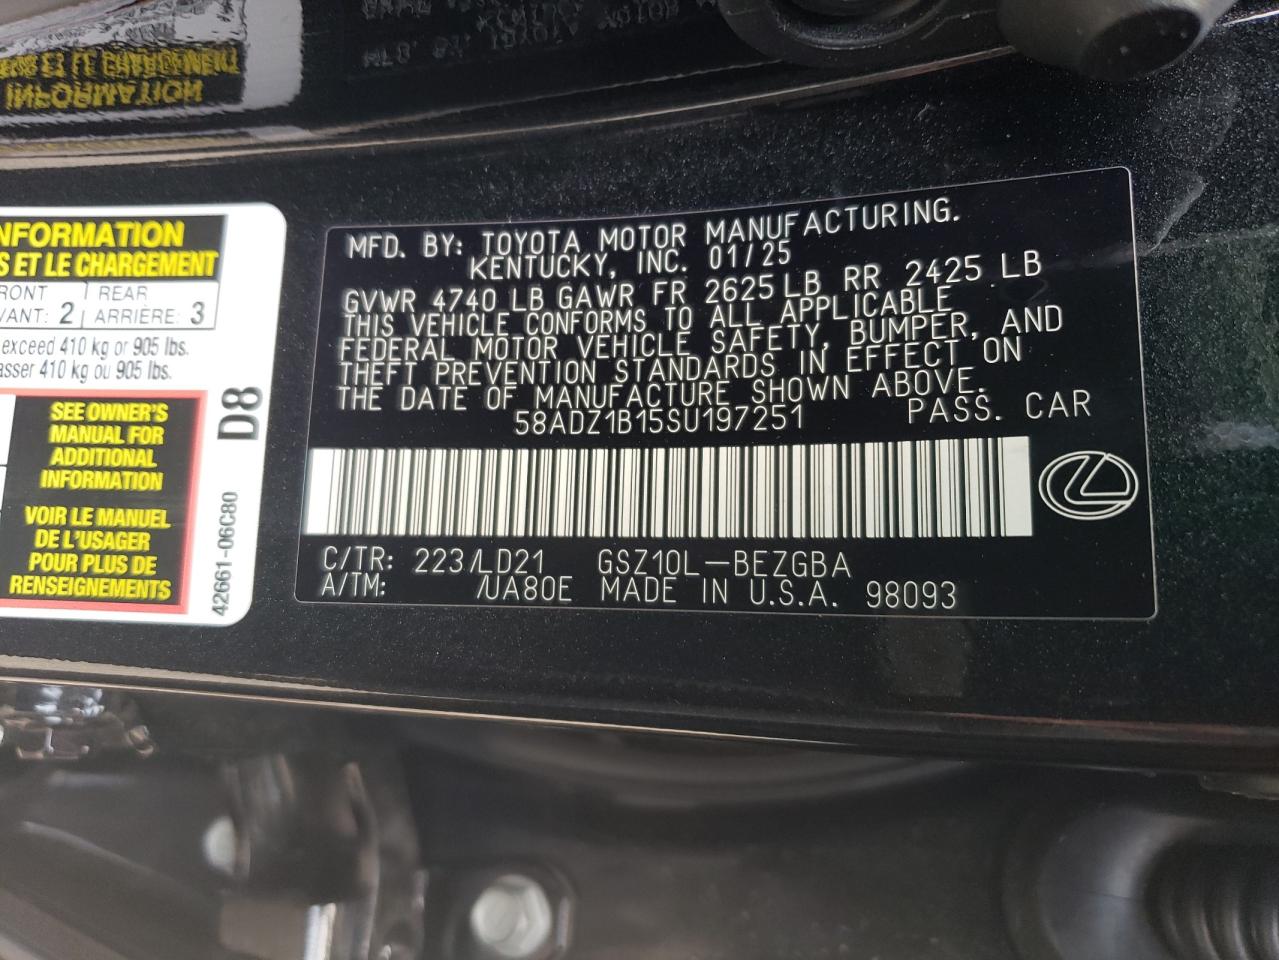 INFORMATION
NFORMATION
S ET LE CHARGEMENT
RONT 2 REAR
VANT: ARRIÈRE: 3
exceed 410 kg or 905 lbs.
asser 410 kg ou 905 lbs.
SEE OWNER'S
MANUAL FOR
ADDITIONAL
INFORMATION
VOIR LE MANUEL
DE L'USAGER
POUR PLUS DE
RENSEIGNEMENTS
D8
42661-06C80
MFD. BY: TOYOTA MOTOR MANUFACTURING.
KENTUCKY, INC. 01/25
GVWR 4740 LB GAWR FR 2625 LB RR 2425 LB
THIS VEHICLE CONFORMS TO ALL APPLICABLE
FEDERAL MOTOR VEHICLE SAFETY, BUMPER, AND
THEFT PREVENTION STANDARDS IN EFFECT ON
THE DATE OF MANUFACTURE SHOWN ABOVE.
58ADZ1B15SU197251 PASS. CAR
C/TR: 223/LD21 GSZ10L-BEZGBA
A/TM: /UA80E MADE IN U.S.A. 98093